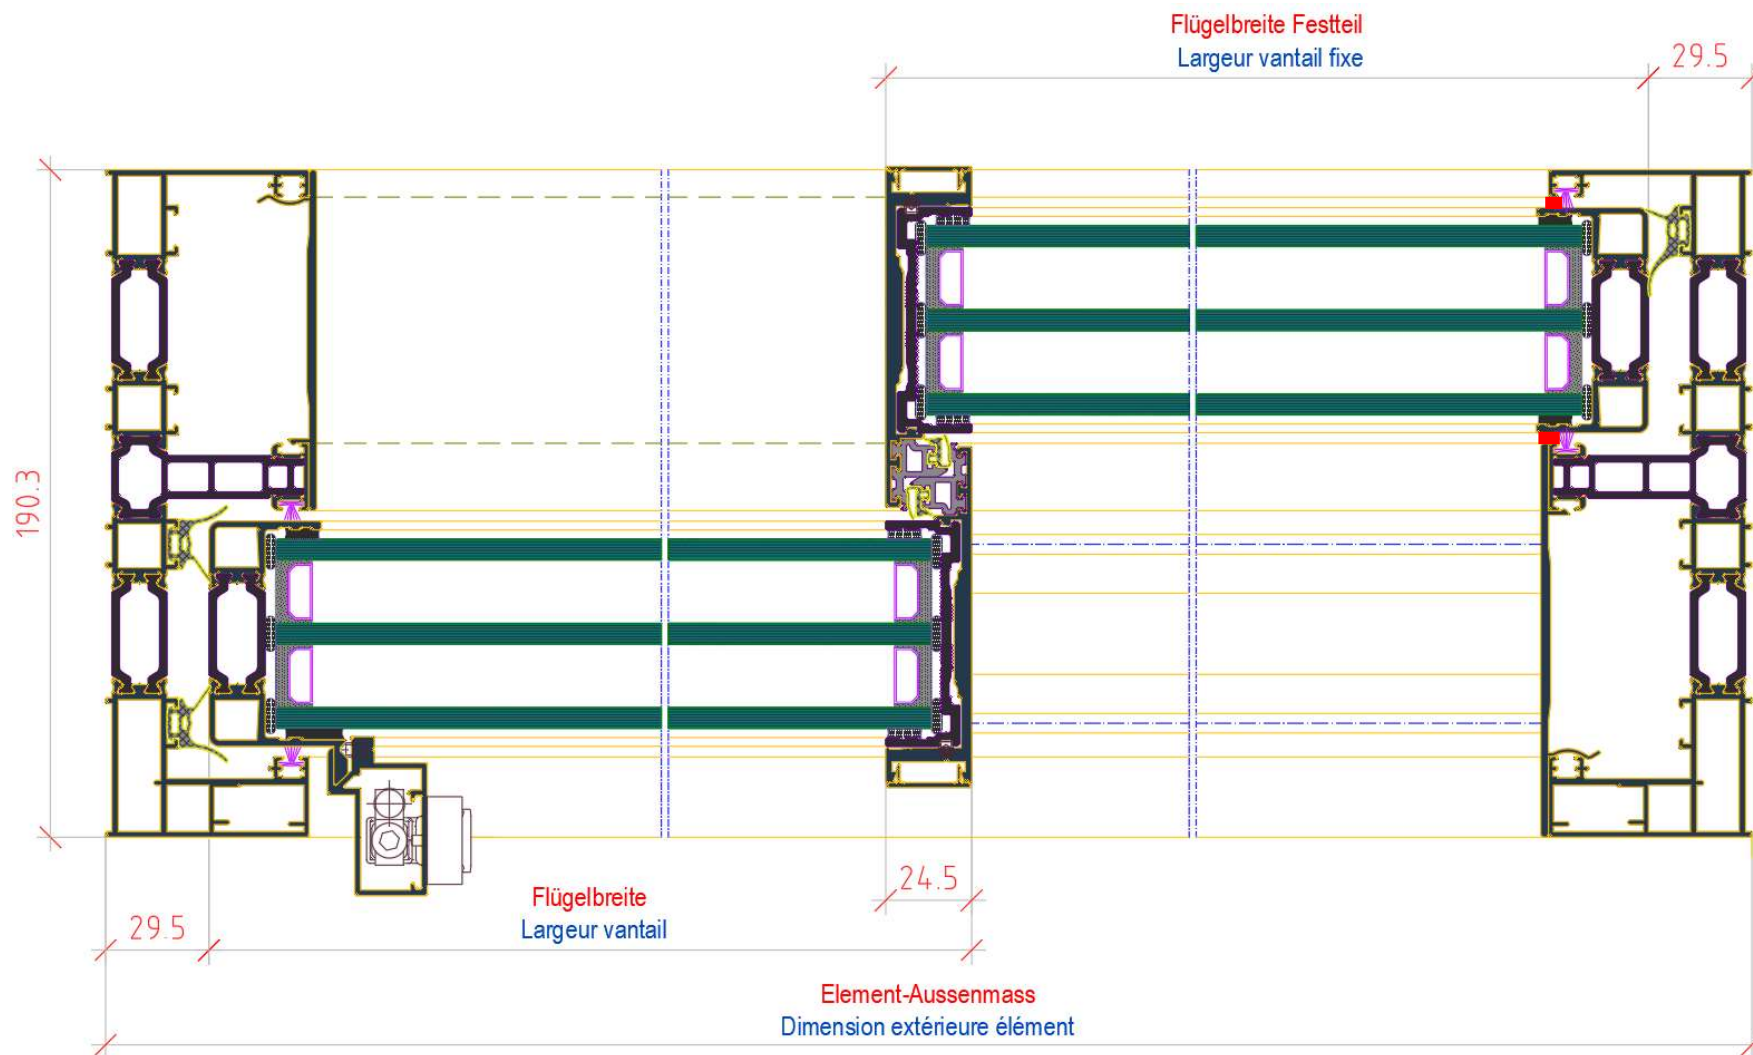 Flügelbreite Festteil
Largeur vantail fixe
29.5
190.3
24.5
Flügelbreite
Largeur vantail
29.5
Element-Aussenmass
Dimension extérieure élément